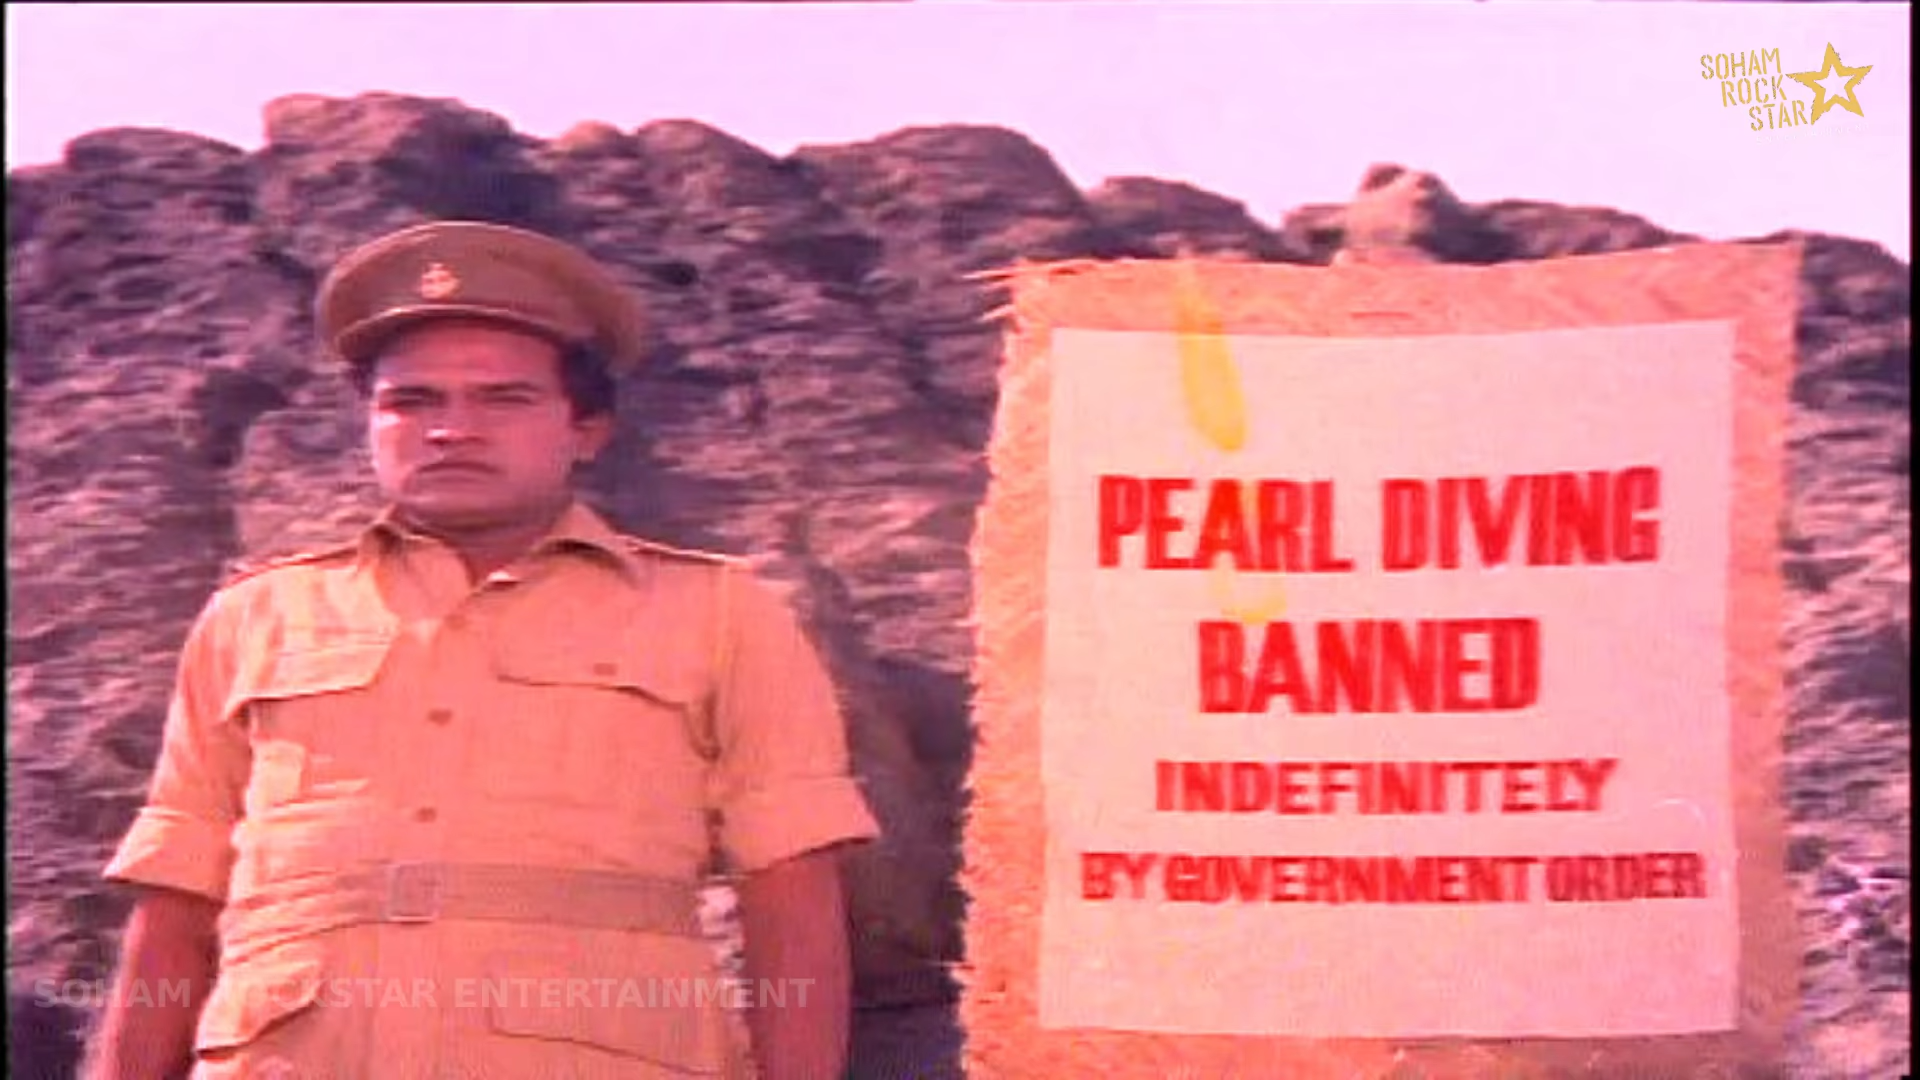 SOHAM
ROCK
STAR
PEARL DIVING
BANNED
INDEFINITELY
BY GOVERNMENT ORDER
SOHAM ROCKSTAR ENTERTAINMENT